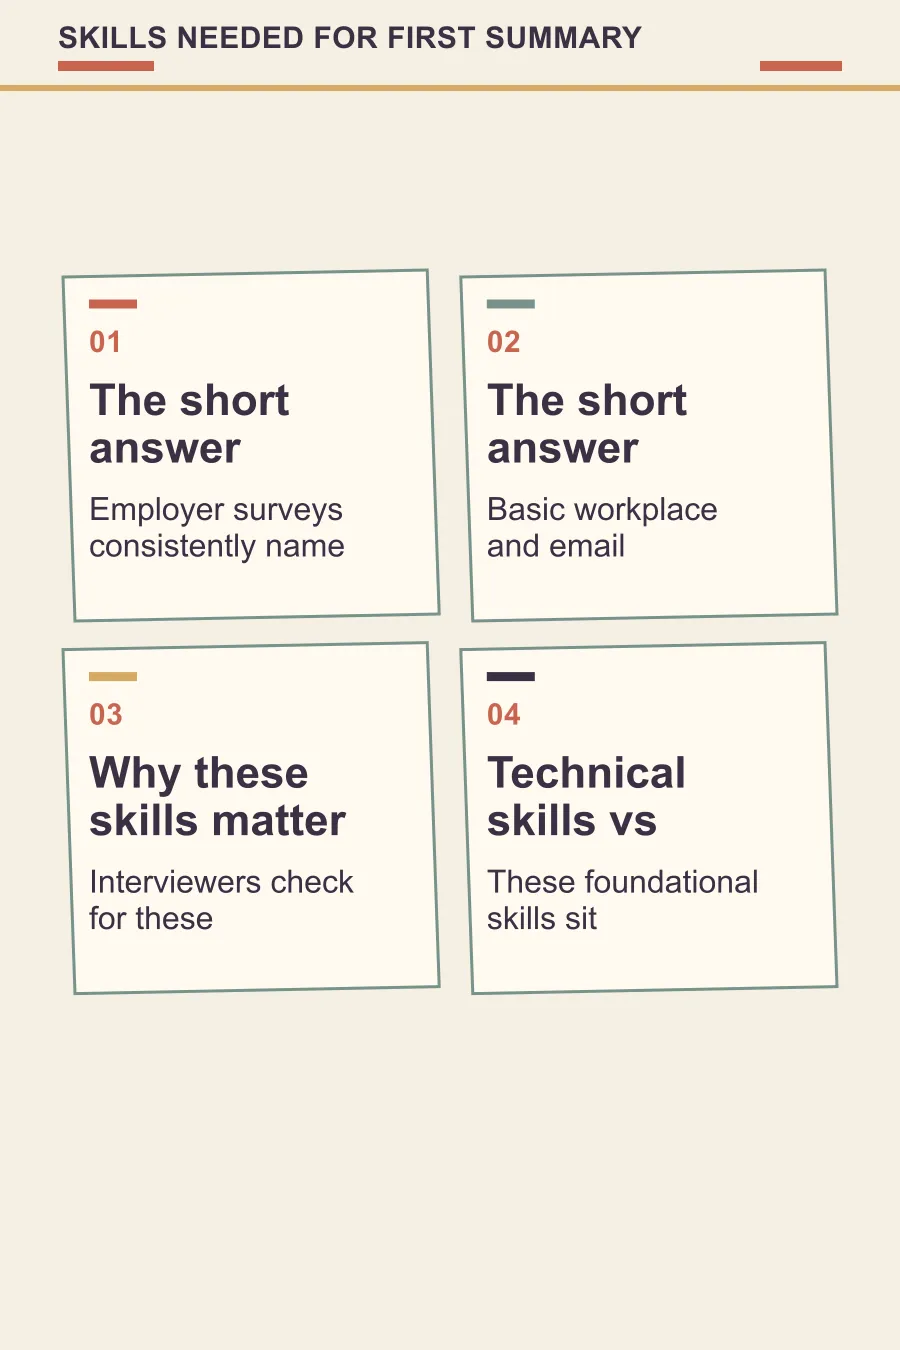 SKILLS NEEDED FOR FIRST SUMMARY
01
The short
answer
Employer surveys
consistently name
02
The short
answer
Basic workplace
and email
03
Why these
skills matter
Interviewers check
for these
04
Technical
skills vs
These foundational
skills sit